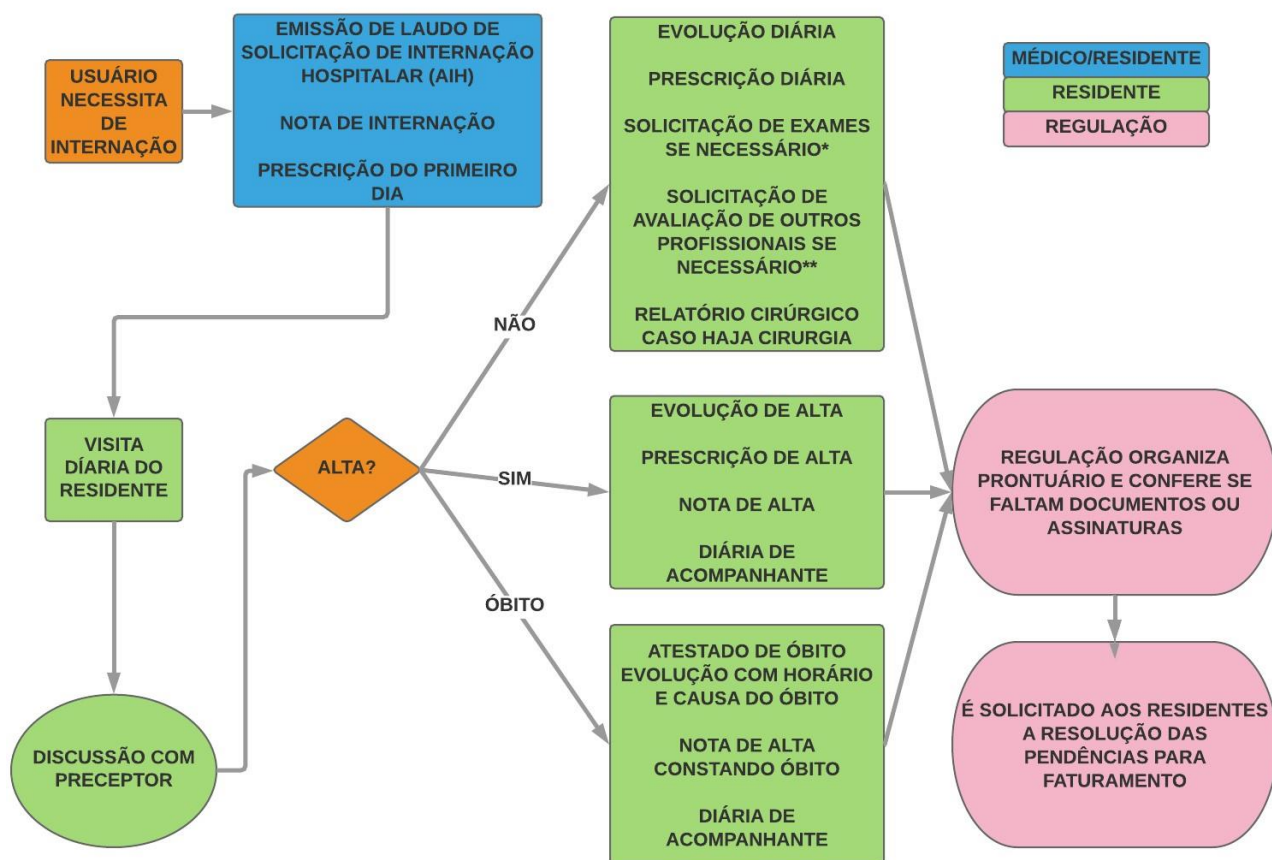 USUÁRIO
NECESSITA
DE
INTERNAÇÃO
EMISSÃO DE LAUDO DE
SOLICITAÇÃO DE INTERNAÇÃO
HOSPITALAR (AIH)
NOTA DE INTERNAÇÃO
PRESCRIÇÃO DO PRIMEIRO
DIA
VISITA
DÍARIA DO
RESIDENTE
DISCUSSÃO COM
PRECEPTOR
ALTA?
NÃO
SIM
ÓBITO
EVOLUÇÃO DIÁRIA
PRESCRIÇÃO DIÁRIA
SOLICITAÇÃO DE EXAMES
SE NECESSÁRIO*
SOLICITAÇÃO DE
AVALIAÇÃO DE OUTROS
PROFISSIONAIS SE
NECESSÁRIO**
RELATÓRIO CIRÚRGICO
CASO HAJA CIRURGIA
EVOLUÇÃO DE ALTA
PRESCRIÇÃO DE ALTA
NOTA DE ALTA
DIÁRIA DE
ACOMPANHANTE
ATESTADO DE ÓBITO
EVOLUÇÃO COM HORÁRIO
E CAUSA DO ÓBITO
NOTA DE ALTA
CONSTANDO ÓBITO
DIÁRIA DE
ACOMPANHANTE
MÉDICO/RESIDENTE
RESIDENTE
REGULAÇÃO
REGULAÇÃO ORGANIZA
PRONTUÁRIO E CONFERE SE
FALTAM DOCUMENTOS OU
ASSINATURAS
É SOLICITADO AOS RESIDENTES
A RESOLUÇÃO DAS
PENDÊNCIAS PARA
FATURAMENTO